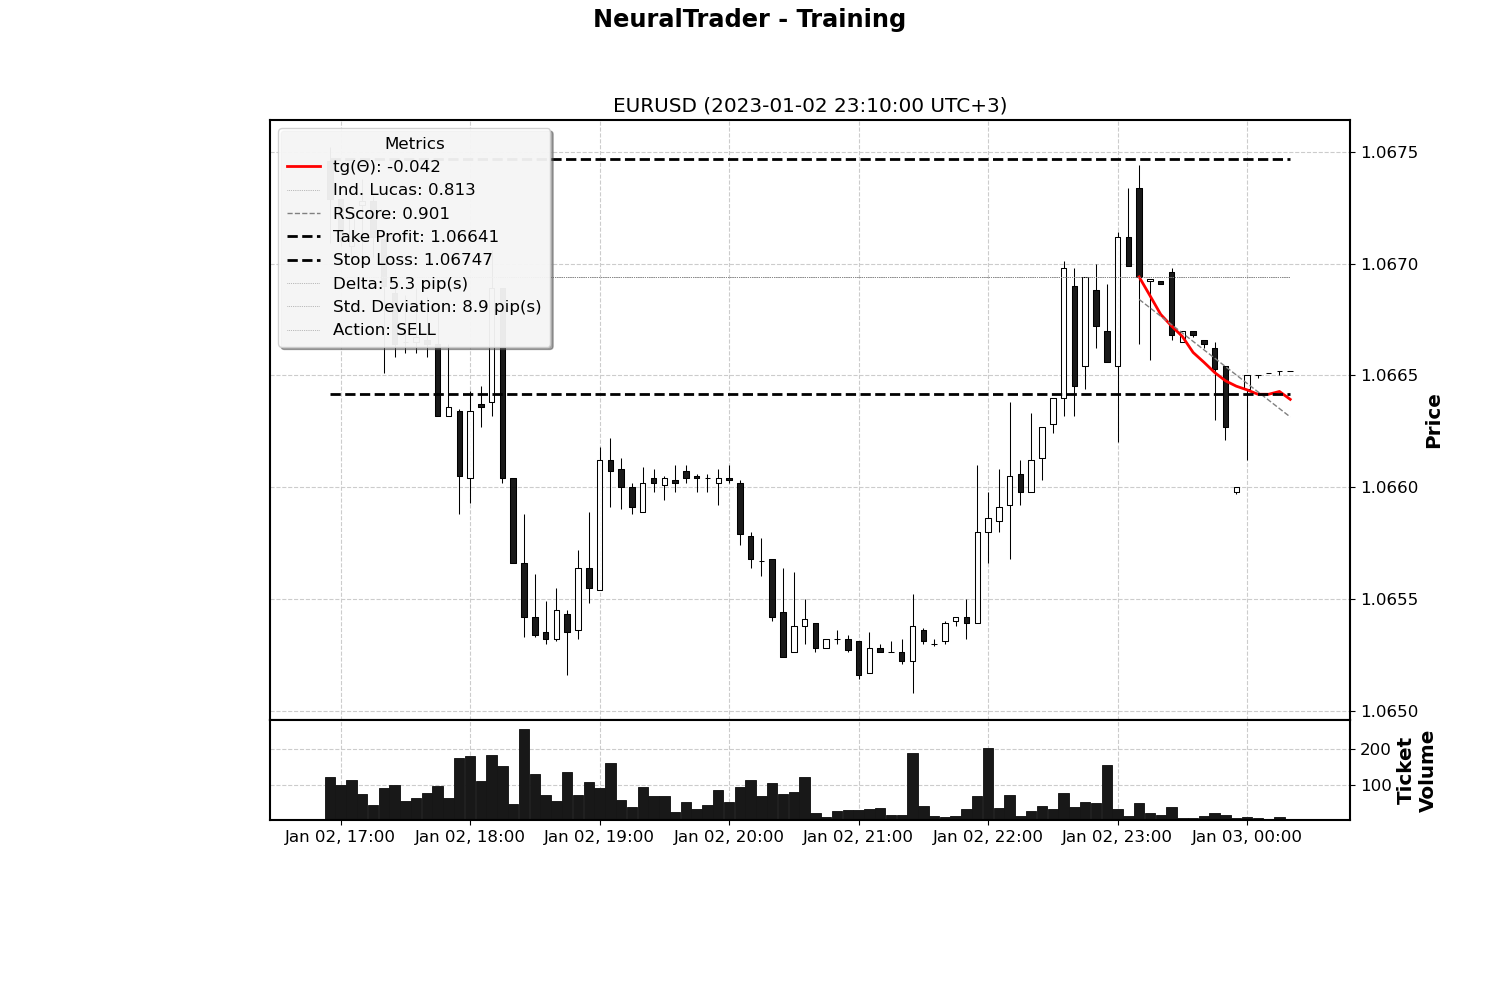 NeuralTrader - Training
EURUSD (2023-01-02 23:10:00 UTC+3)
Metrics
tg(Θ): -0.042
Ind. Lucas: 0.813
RScore: 0.901
Take Profit: 1.06641
Stop Loss: 1.06747
Delta: 5.3 pip(s)
Std. Deviation: 8.9 pip(s)
Action: SELL
1.0675
1.0670
1.0665
1.0660
1.0655
1.0650
Price
200
100
Ticket
Volume
Jan 02, 17:00 Jan 02, 18:00 Jan 02, 19:00 Jan 02, 20:00 Jan 02, 21:00 Jan 02, 22:00 Jan 02, 23:00 Jan 03, 00:00